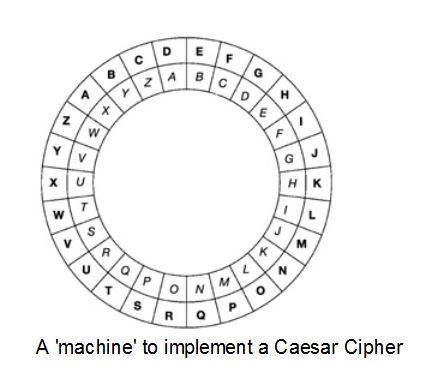 A B C D E F G H I J K L M N O P Q R S T U V W X Y Z
X Y Z A B C D E F G H I J K L M N O P Q R S T U V W
A 'machine' to implement a Caesar Cipher